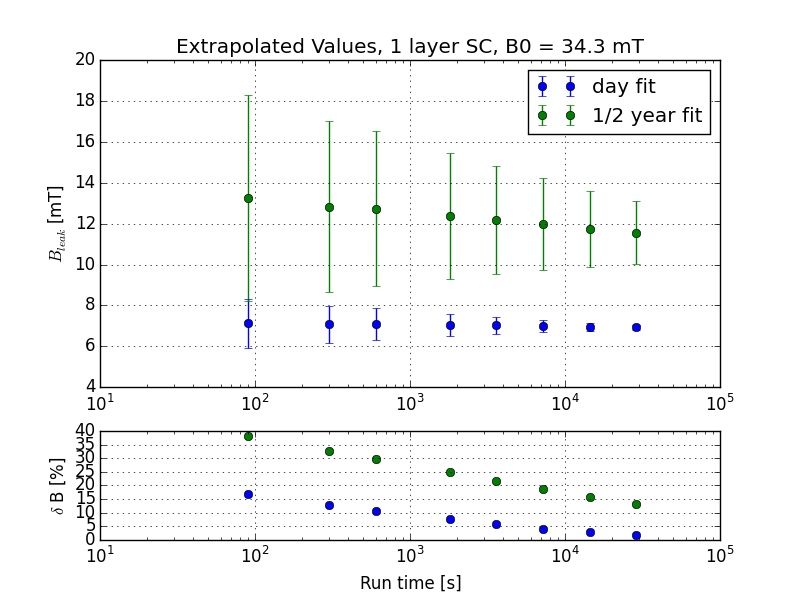 Extrapolated Values, 1 layer SC, B0 = 34.3 mT
20
18
16
14
12
10
8
6
4
B_leak [mT]
day fit
1/2 year fit
10^1 10^2 10^3 10^4 10^5
40
35
30
25
20
15
10
5
0
δ B [%]
10^1 10^2 10^3 10^4 10^5
Run time [s]